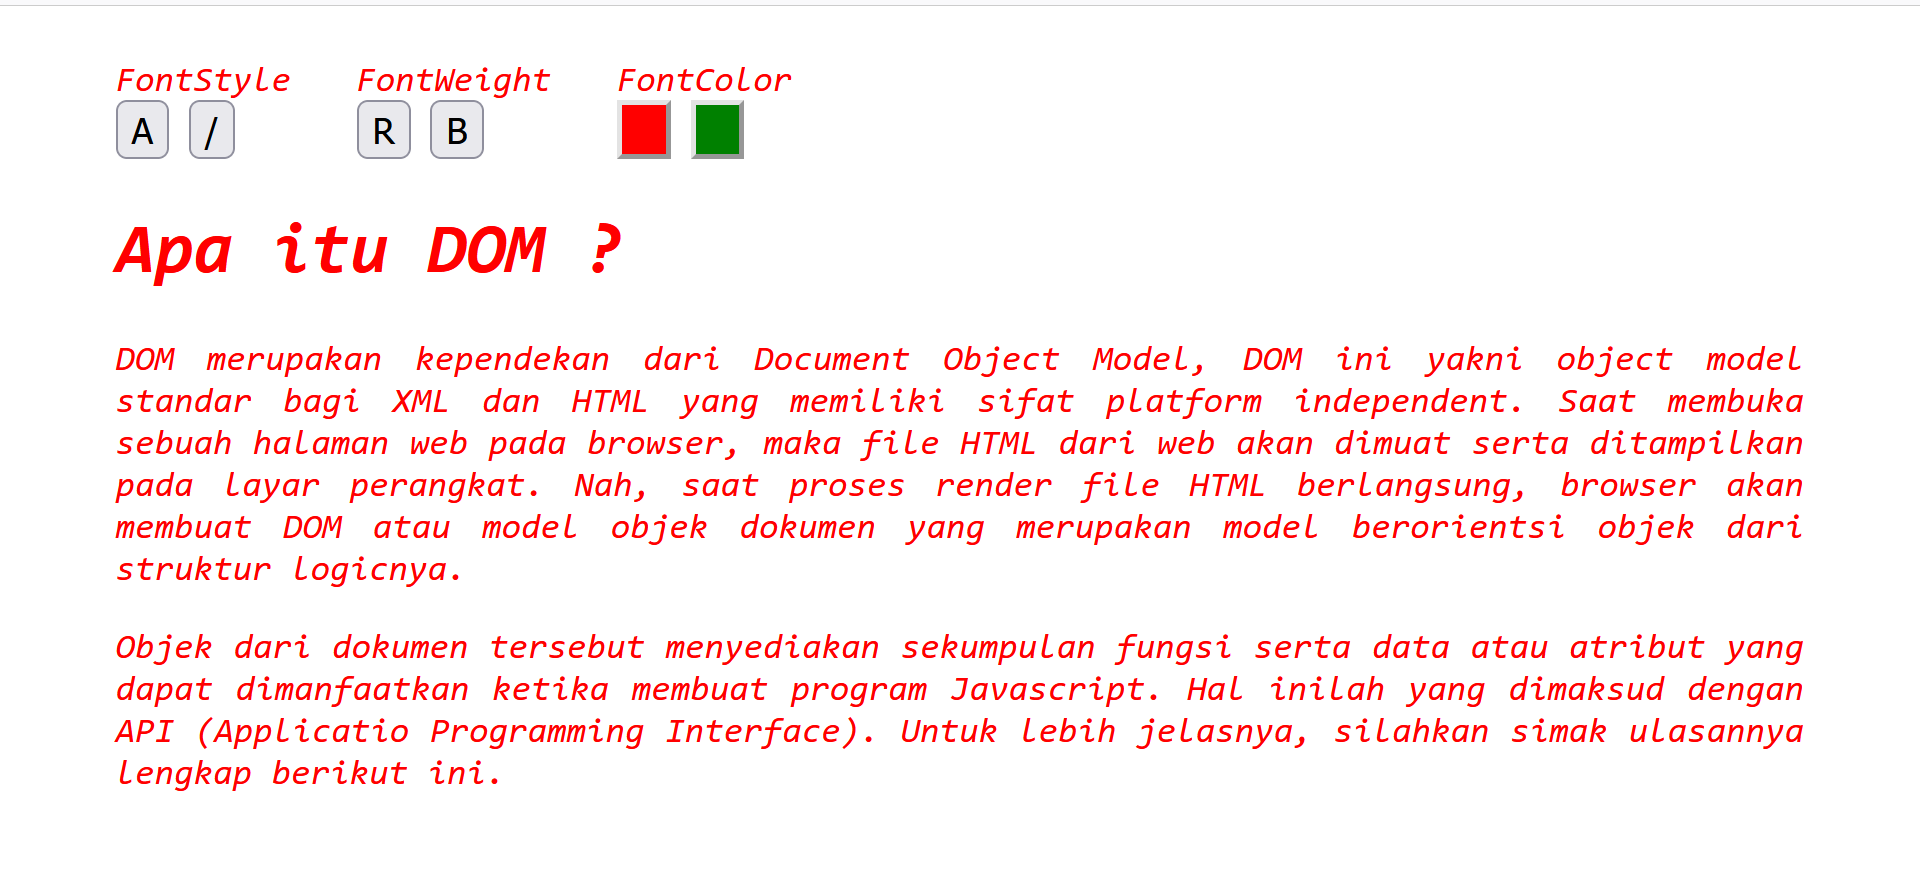 FontStyle FontWeight FontColor
A / R B
Apa itu DOM ?
DOM merupakan kependekan dari Document Object Model, DOM ini yakni object model
standar bagi XML dan HTML yang memiliki sifat platform independent. Saat membuka
sebuah halaman web pada browser, maka file HTML dari web akan dimuat serta ditampilkan
pada layar perangkat. Nah, saat proses render file HTML berlangsung, browser akan
membuat DOM atau model objek dokumen yang merupakan model berorientsi objek dari
struktur logicnya.
Objek dari dokumen tersebut menyediakan sekumpulan fungsi serta data atau atribut yang
dapat dimanfaatkan ketika membuat program Javascript. Hal inilah yang dimaksud dengan
API (Applicatio Programming Interface). Untuk lebih jelasnya, silahkan simak ulasannya
lengkap berikut ini.